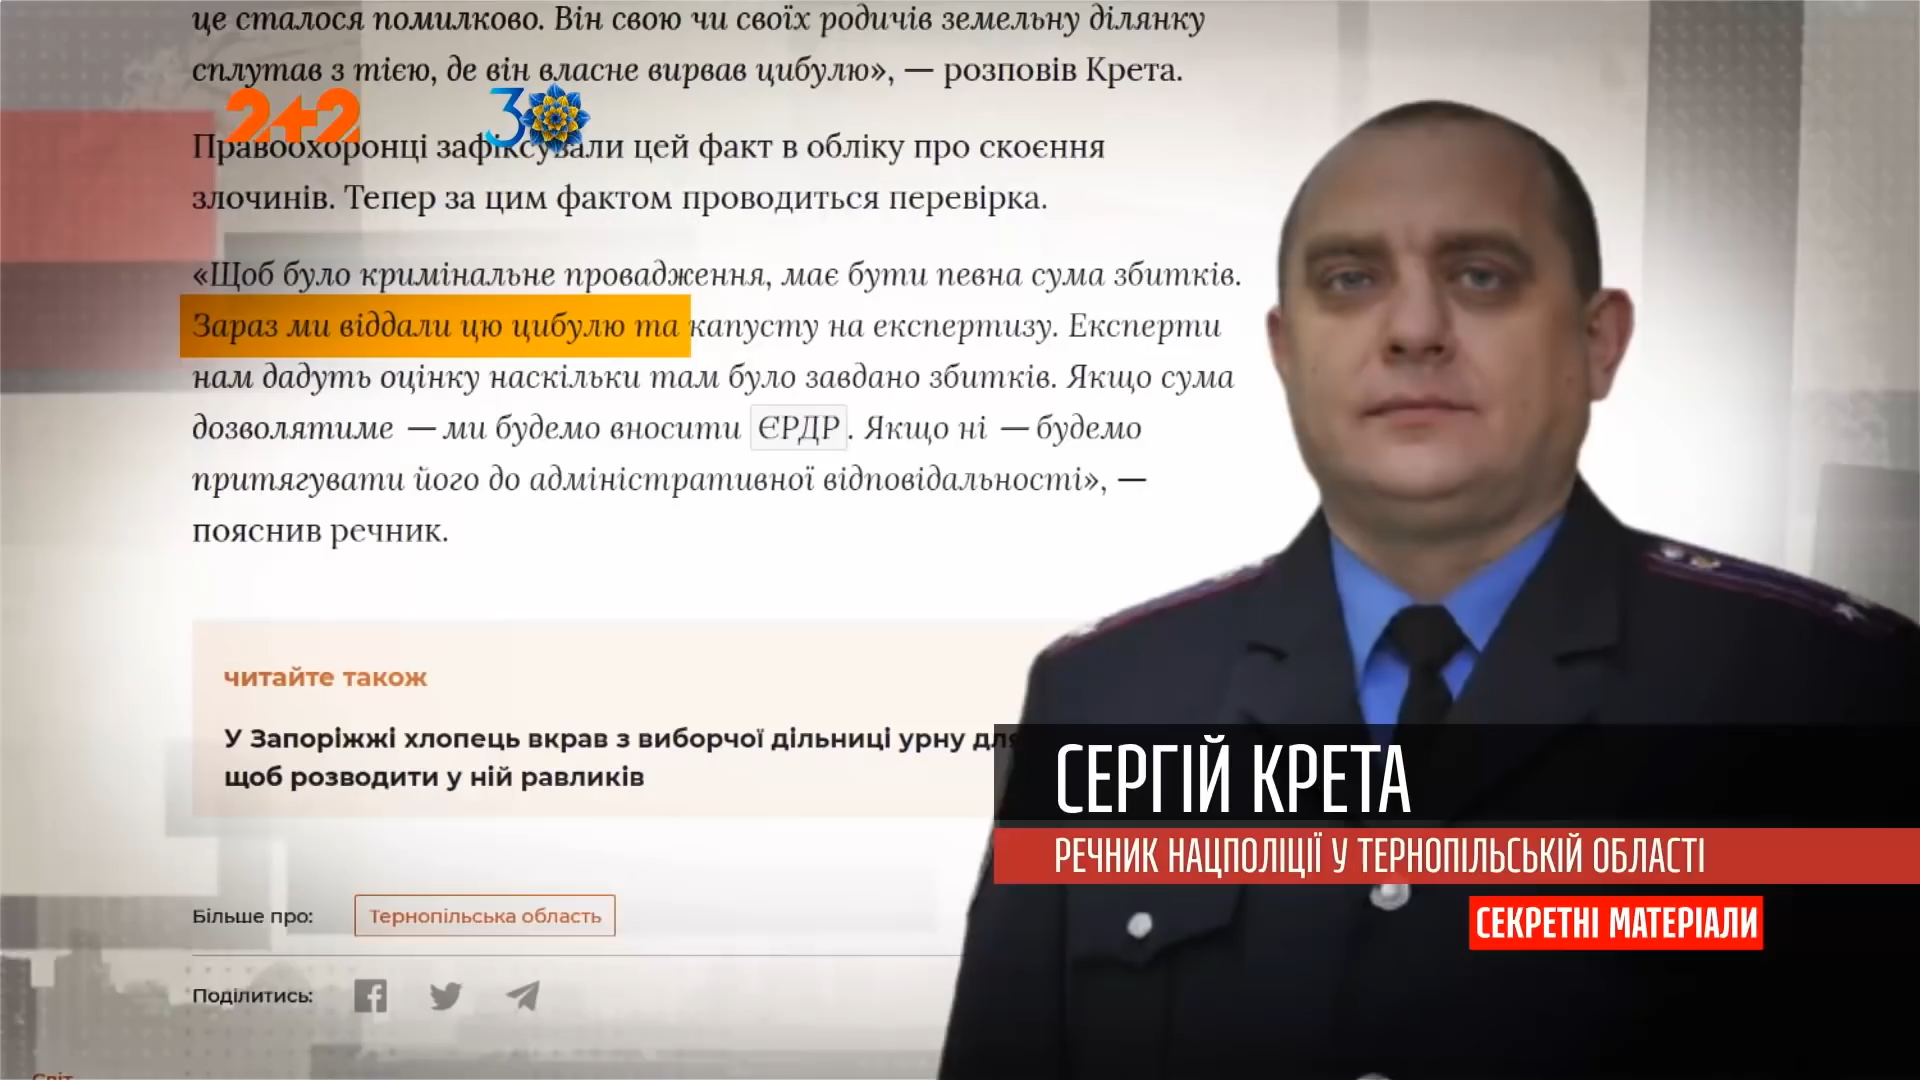 це сталося помилково. Він свою чи своїх родичів земельну ділянку
сплутав з тією, де він власне вирвав цибулю», — розповів Крета.
2+2
30
Правоохоронці зафіксували цей факт в обліку про скоєння
злочинів. Тепер за цим фактом проводиться перевірка.
«Щоб було кримінальне провадження, має бути певна сума збитків.
Зараз ми віддали цю цибулю та капусту на експертизу. Експерти
нам дадуть оцінку наскільки там було завдано збитків. Якщо сума
дозволятиме — ми будемо вносити ЄРДР. Якщо ні — будемо
притягувати його до адміністративної відповідальності», —
пояснив речник.
читайте також
У Запоріжжі хлопець вкрав з виборчої дільниці урну для
щоб розводити у ній равликів
СЕРГІЙ КРЕТА
РЕЧНИК НАЦПОЛІЦІЇ У ТЕРНОПІЛЬСЬКІЙ ОБЛАСТІ
СЕКРЕТНІ МАТЕРІАЛИ
Більше про: Тернопільська область
Поділитись:
Світ